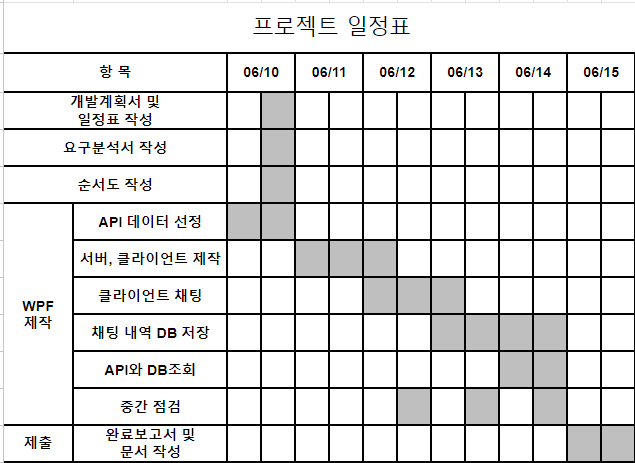 프로젝트 일정표
항 목 06/10 06/11 06/12 06/13 06/14 06/15
개발계획서 및
일정표 작성
요구분석서 작성
순서도 작성
WPF
제작
API 데이터 선정
서버, 클라이언트 제작
클라이언트 채팅
채팅 내역 DB 저장
API와 DB조회
중간 점검
제출
완료보고서 및
문서 작성